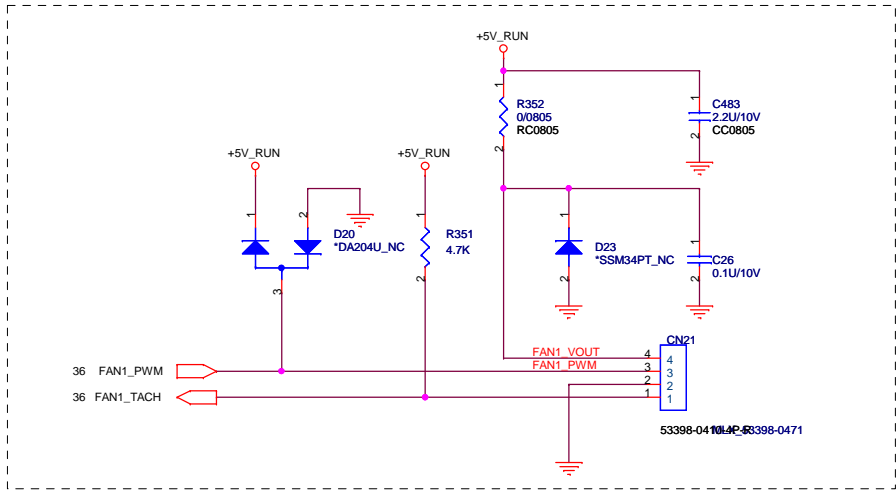 +5V_RUN
1
R352
0/0805
RC0805
2
1
C483
2.2U/10V
CC0805
2
+5V_RUN
+5V_RUN
1
2
D20
*DA204U_NC
3
1
R351
4.7K
2
1
D23
*SSM34PT_NC
2
1
C26
0.1U/10V
2
CN21
FAN1_VOUT
4
4
36 FAN1_PWM
FAN1_PWM
3
3
2
2
36 FAN1_TACH
1
1